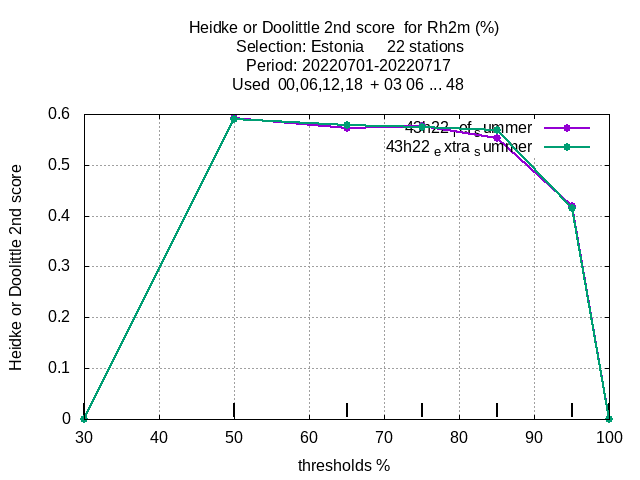 Heidke or Doolittle 2nd score  for Rh2m (%)
Selection: Estonia     22 stations
Period: 20220701-20220717
Used  00,06,12,18  + 03 06 ... 48
0.6
0.5
0.4
0.3
0.2
0.1
0
Heidke or Doolittle 2nd score
43h22 ref summer
43h22 extra summer
30 40 50 60 70 80 90 100
thresholds %